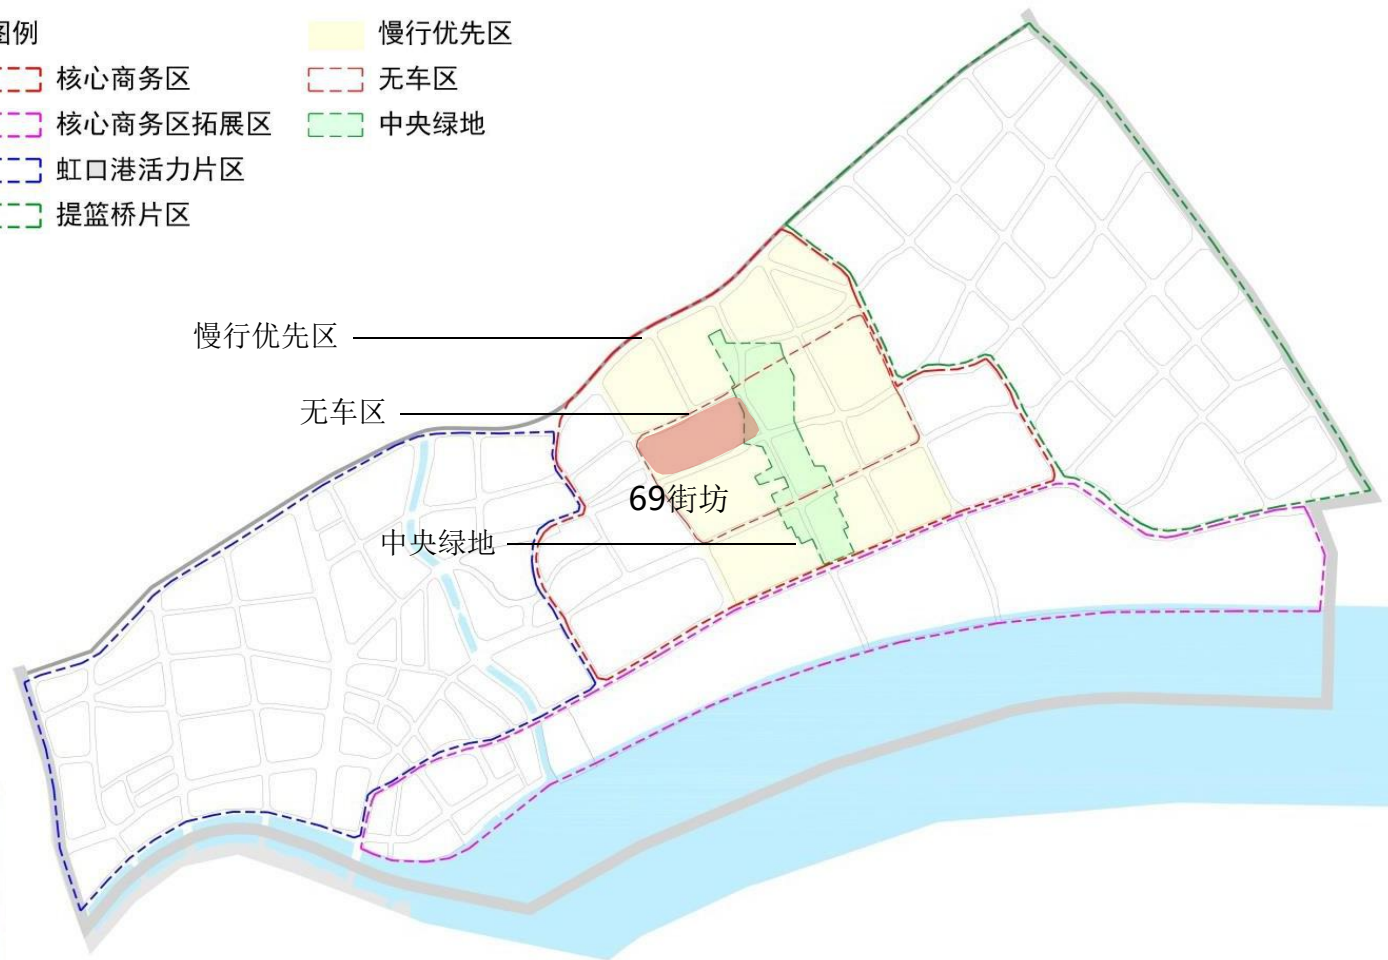 图例
慢行优先区
核心商务区
无车区
核心商务区拓展区
中央绿地
虹口港活力片区
提篮桥片区
慢行优先区
无车区
69街坊
中央绿地